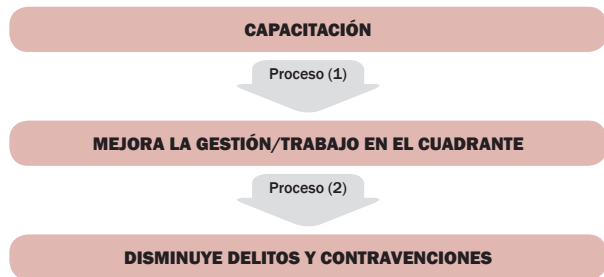 CAPACITACIÓN
Proceso (1)
MEJORA LA GESTIÓN/TRABAJO EN EL CUADRANTE
Proceso (2)
DISMINUYE DELITOS Y CONTRAVENCIONES